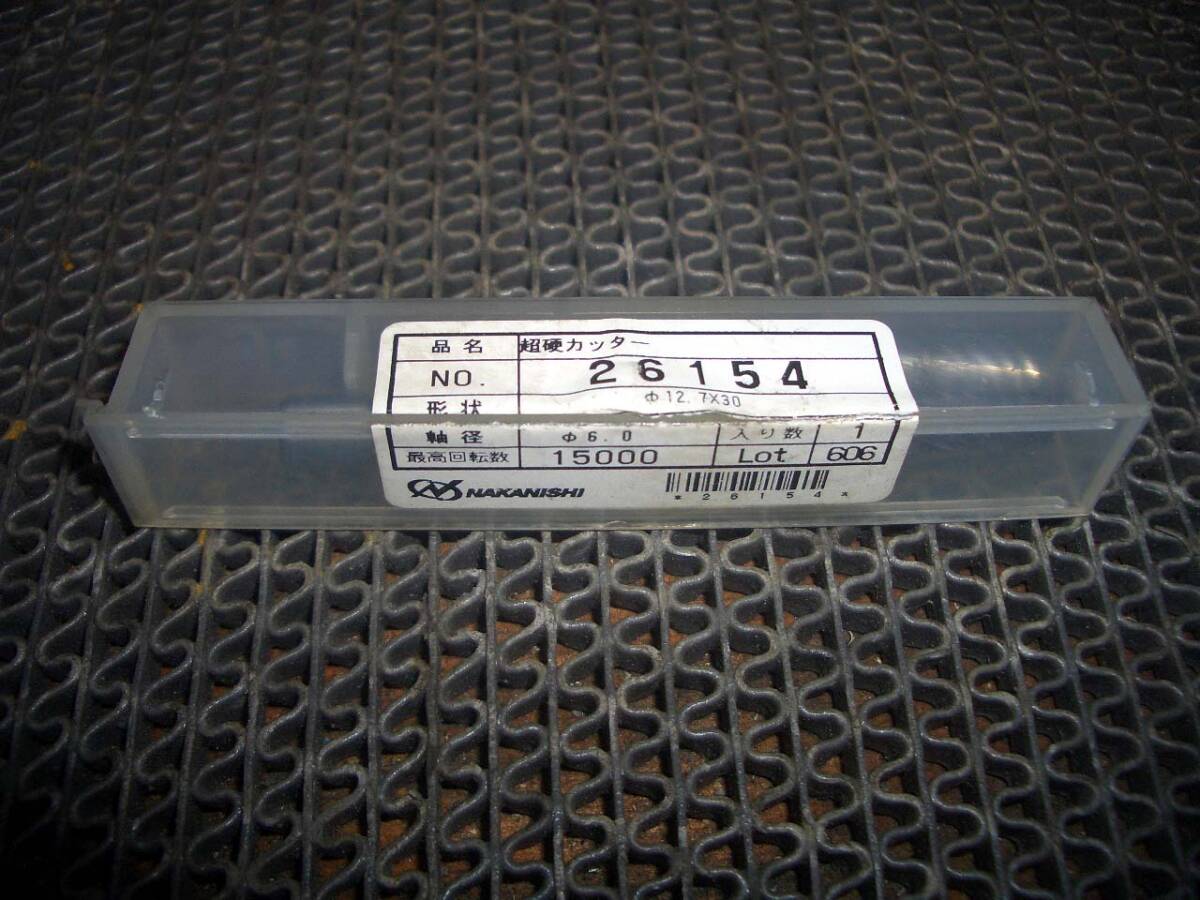 品名 超硬カッター
NO. 26154
形状 φ12.7X30
軸径 φ6.0 入り数 1
最高回転数 15000 Lot 606
NAKANISHI
*26154*